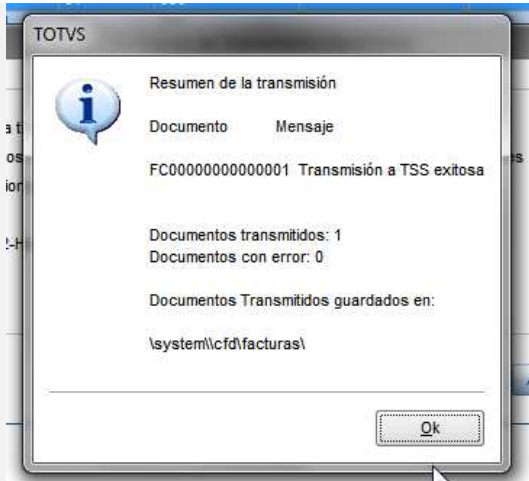 TOTVS
Resumen de la transmisión
Documento Mensaje
FC00000000000001 Transmisión a TSS exitosa
Documentos transmitidos: 1
Documentos con error: 0
Documentos Transmitidos guardados en:
\system\\cfd\facturas\
Ok